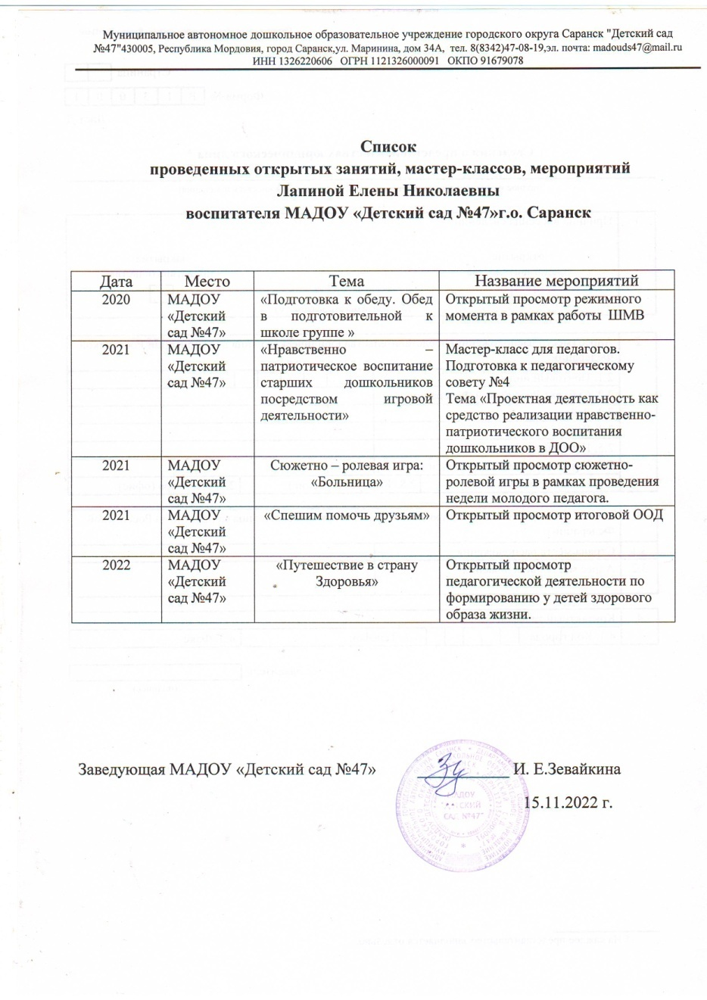 Муниципальное автономное дошкольное образовательное учреждение городского округа Саранск "Детский сад
№47"430005, Республика Мордовия, город Саранск,ул. Маринина, дом 34А, тел. 8(8342)47-08-19,эл. почта: madouds47@mail.ru
ИНН 1326220606 ОГРН 1121326000091 ОКПО 91679078
Список
проведенных открытых занятий, мастер-классов, мероприятий
Лапиной Елены Николаевны
воспитателя МАДОУ «Детский сад №47»г.о. Саранск
Дата Место Тема Название мероприятий
2020 МАДОУ «Подготовка к обеду. Обед Открытый просмотр режимного
«Детский в подготовительной к момента в рамках работы ШМВ
сад №47» школе группе »
2021 МАДОУ «Нравственно – Мастер-класс для педагогов.
«Детский патриотическое воспитание Подготовка к педагогическому
сад №47» старших дошкольников совету №4
посредством игровой Тема «Проектная деятельность как
деятельности» средство реализации нравственно-
патриотического воспитания
дошкольников в ДОО»
2021 МАДОУ Сюжетно – ролевая игра: Открытый просмотр сюжетно-
«Детский «Больница» ролевой игры в рамках проведения
сад №47» недели молодого педагога.
2021 МАДОУ «Спешим помочь друзьям» Открытый просмотр итоговой ООД
«Детский
сад №47»
2022 МАДОУ «Путешествие в страну Открытый просмотр
«Детский Здоровья» педагогической деятельности по
сад №47» формированию у детей здорового
образа жизни.
Заведующая МАДОУ «Детский сад №47» И. Е.Зевайкина
15.11.2022 г.